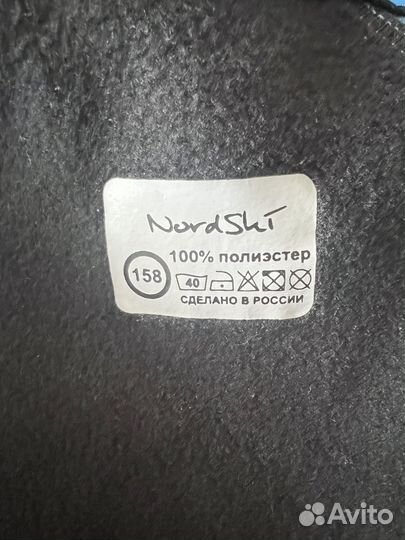 NordSki
100% полиэстер
158
40
СДЕЛАНО В РОССИИ
Avito